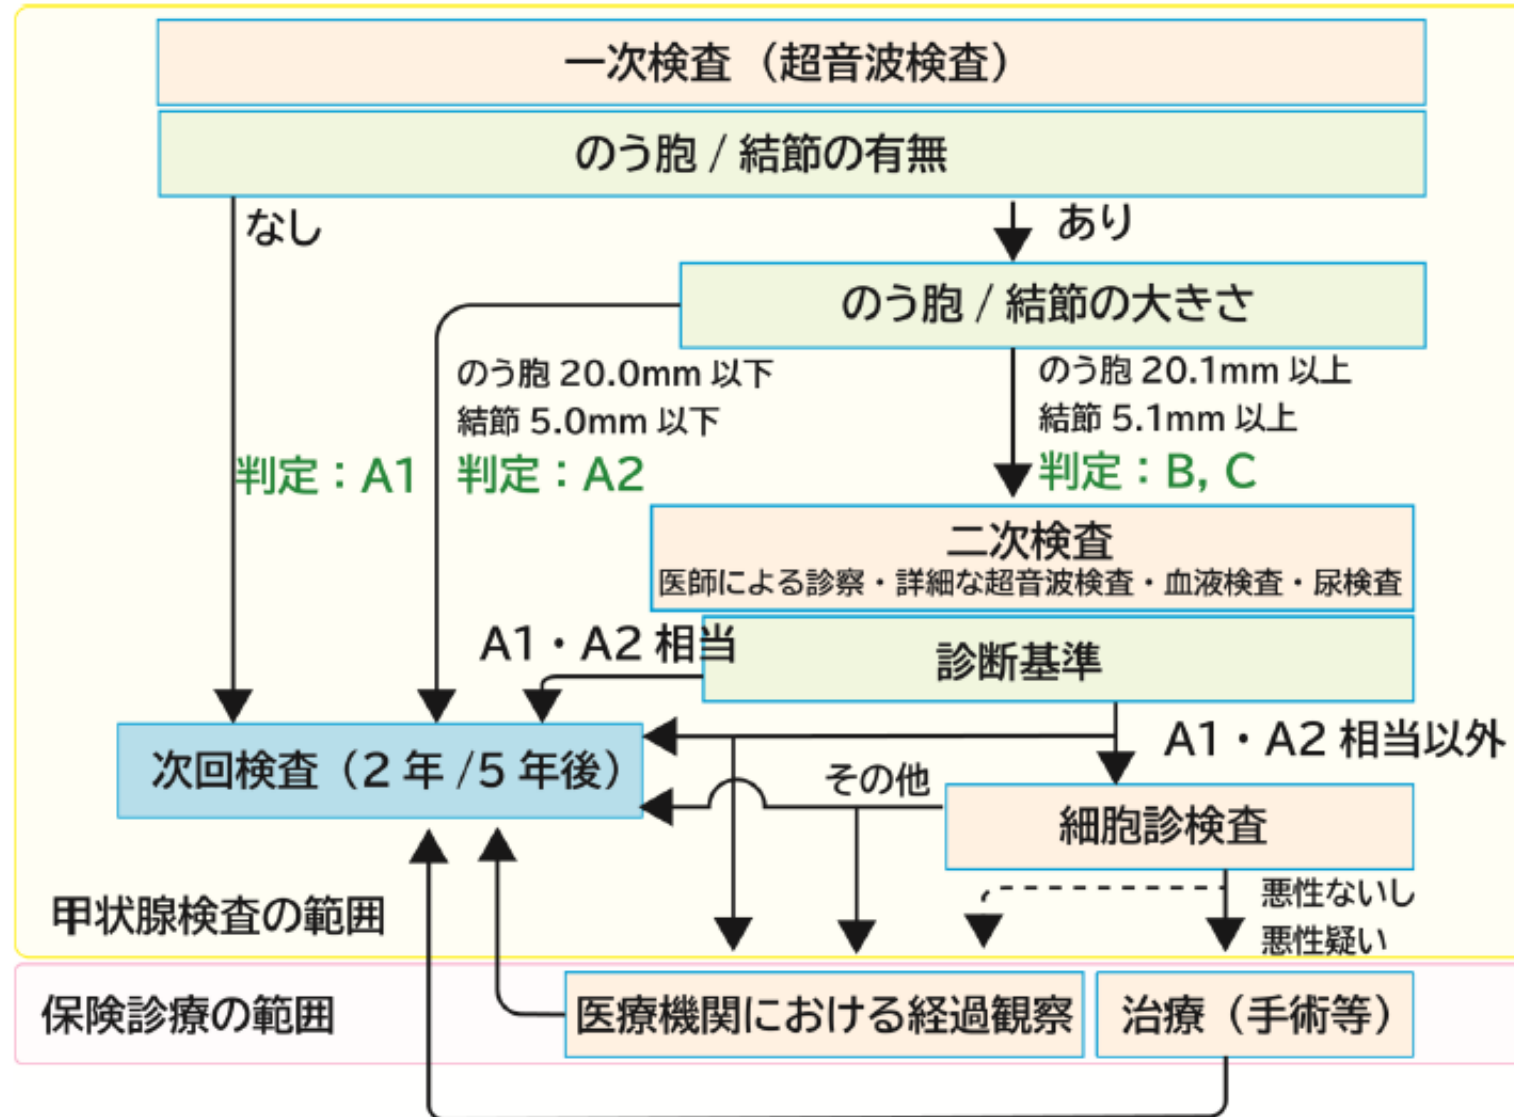 一次検査（超音波検査）
のう胞 / 結節の有無
なし
あり
のう胞 / 結節の大きさ
のう胞 20.0mm 以下
結節 5.0mm 以下
判定：A1
判定：A2
のう胞 20.1mm 以上
結節 5.1mm 以上
判定：B, C
二次検査
医師による診察・詳細な超音波検査・血液検査・尿検査
A1・A2 相当
診断基準
A1・A2 相当以外
次回検査（2 年 /5 年後）
その他
細胞診検査
悪性ないし
悪性疑い
甲状腺検査の範囲
保険診療の範囲
医療機関における経過観察
治療（手術等）